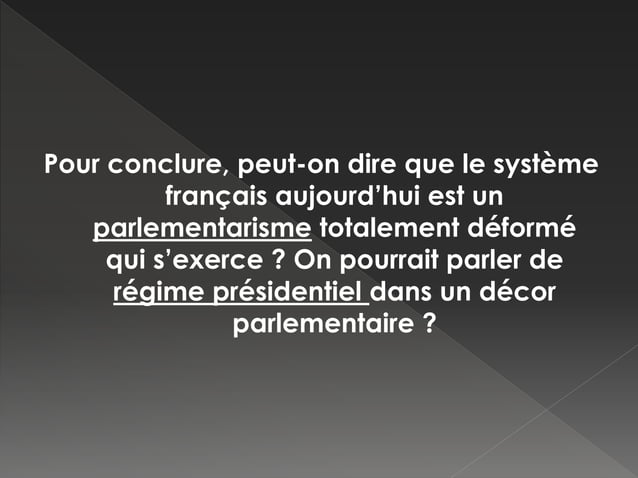 Pour conclure, peut-on dire que le système
français aujourd’hui est un
parlementarisme totalement déformé
qui s’exerce ? On pourrait parler de
régime présidentiel dans un décor
parlementaire ?